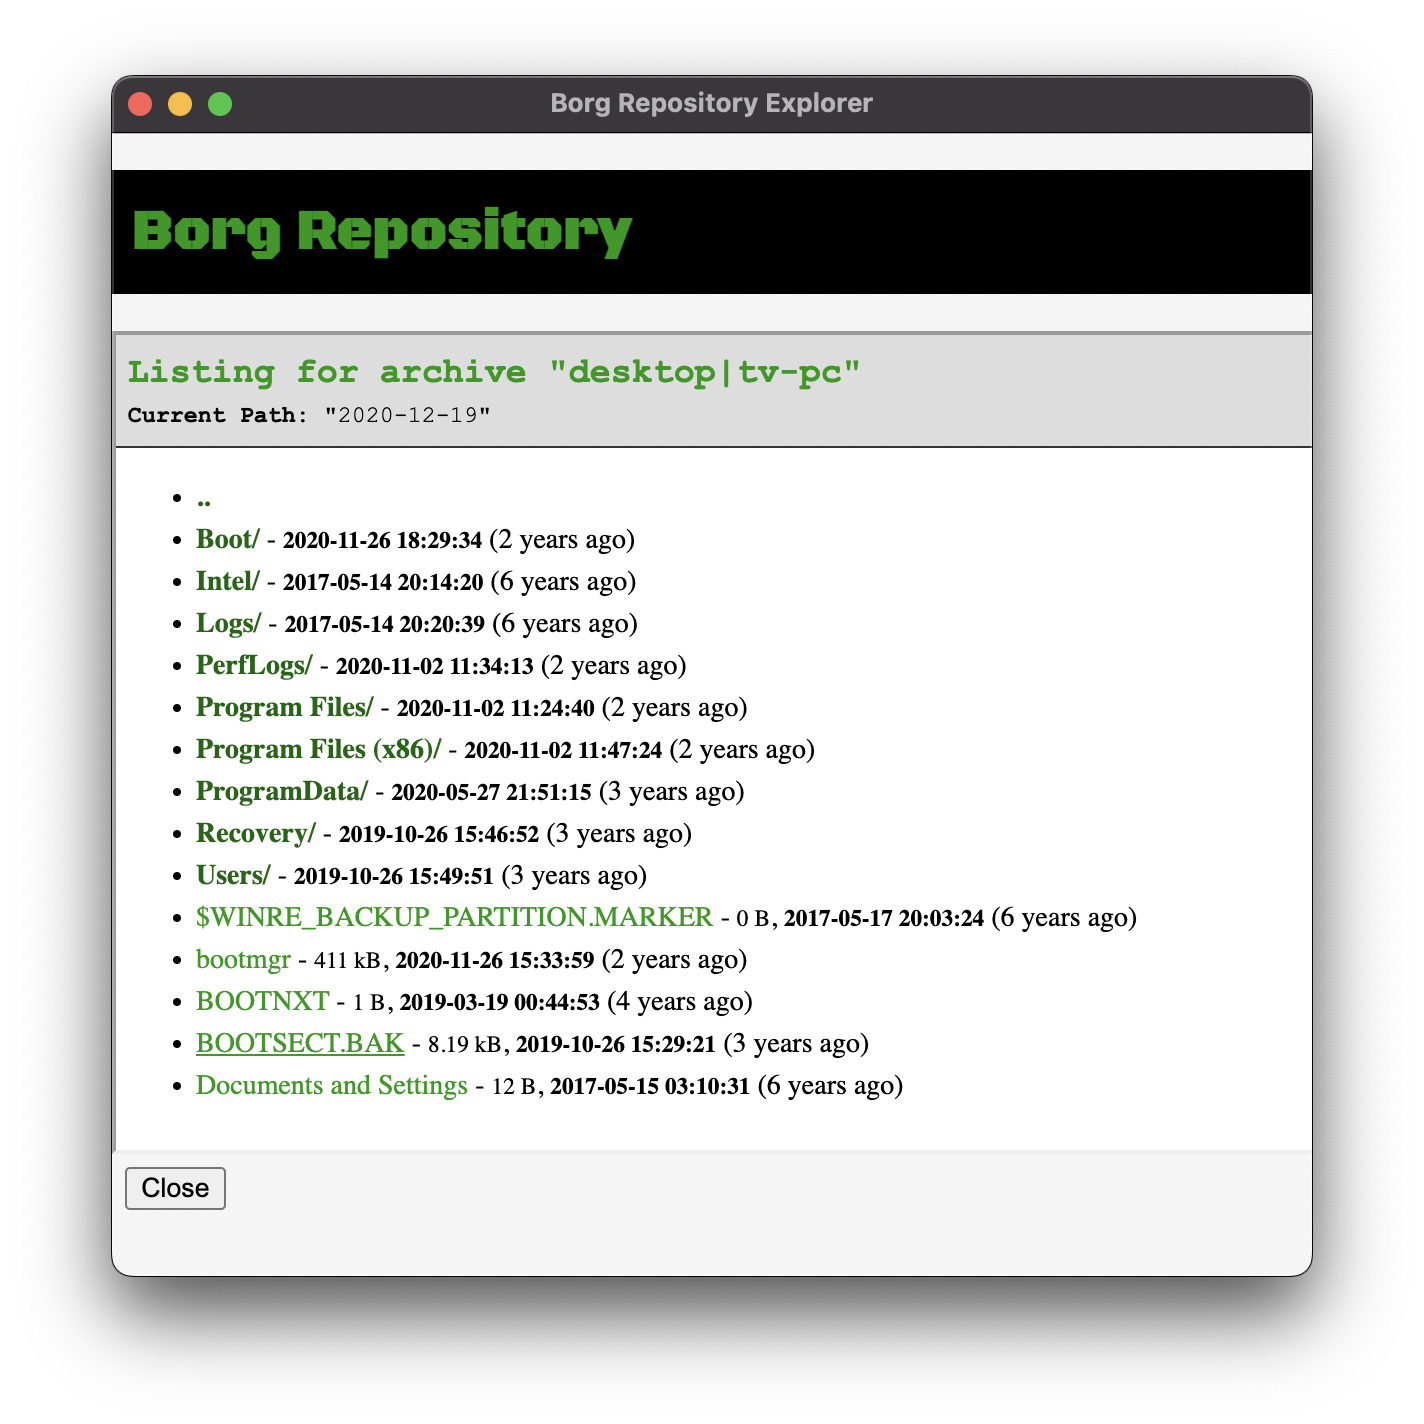 Borg Repository Explorer
Borg Repository
Listing for archive "desktop|tv-pc"
Current Path: "2020-12-19"
• ..
• Boot/ - 2020-11-26 18:29:34 (2 years ago)
• Intel/ - 2017-05-14 20:14:20 (6 years ago)
• Logs/ - 2017-05-14 20:20:39 (6 years ago)
• PerfLogs/ - 2020-11-02 11:34:13 (2 years ago)
• Program Files/ - 2020-11-02 11:24:40 (2 years ago)
• Program Files (x86)/ - 2020-11-02 11:47:24 (2 years ago)
• ProgramData/ - 2020-05-27 21:51:15 (3 years ago)
• Recovery/ - 2019-10-26 15:46:52 (3 years ago)
• Users/ - 2019-10-26 15:49:51 (3 years ago)
• $WINRE_BACKUP_PARTITION.MARKER - 0 B, 2017-05-17 20:03:24 (6 years ago)
• bootmgr - 411 kB, 2020-11-26 15:33:59 (2 years ago)
• BOOTNXT - 1 B, 2019-03-19 00:44:53 (4 years ago)
• BOOTSECT.BAK - 8.19 kB, 2019-10-26 15:29:21 (3 years ago)
• Documents and Settings - 12 B, 2017-05-15 03:10:31 (6 years ago)
Close